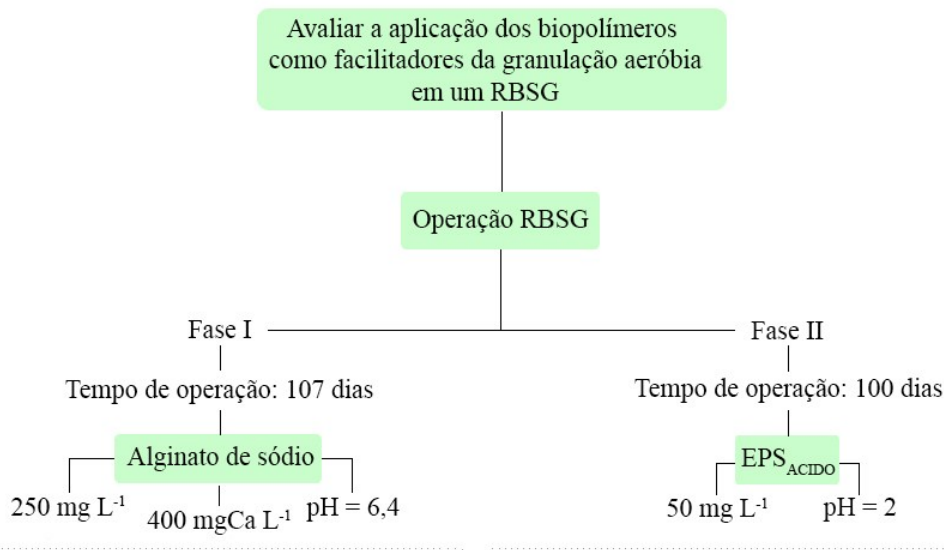 Avaliar a aplicação dos biopolímeros
como facilitadores da granulação aeróbia
em um RBSG
Operação RBSG
Fase I
Fase II
Tempo de operação: 107 dias
Tempo de operação: 100 dias
Alginato de sódio
EPS_ACIDO
250 mg L⁻¹
400 mgCa L⁻¹
pH = 6,4
50 mg L⁻¹
pH = 2